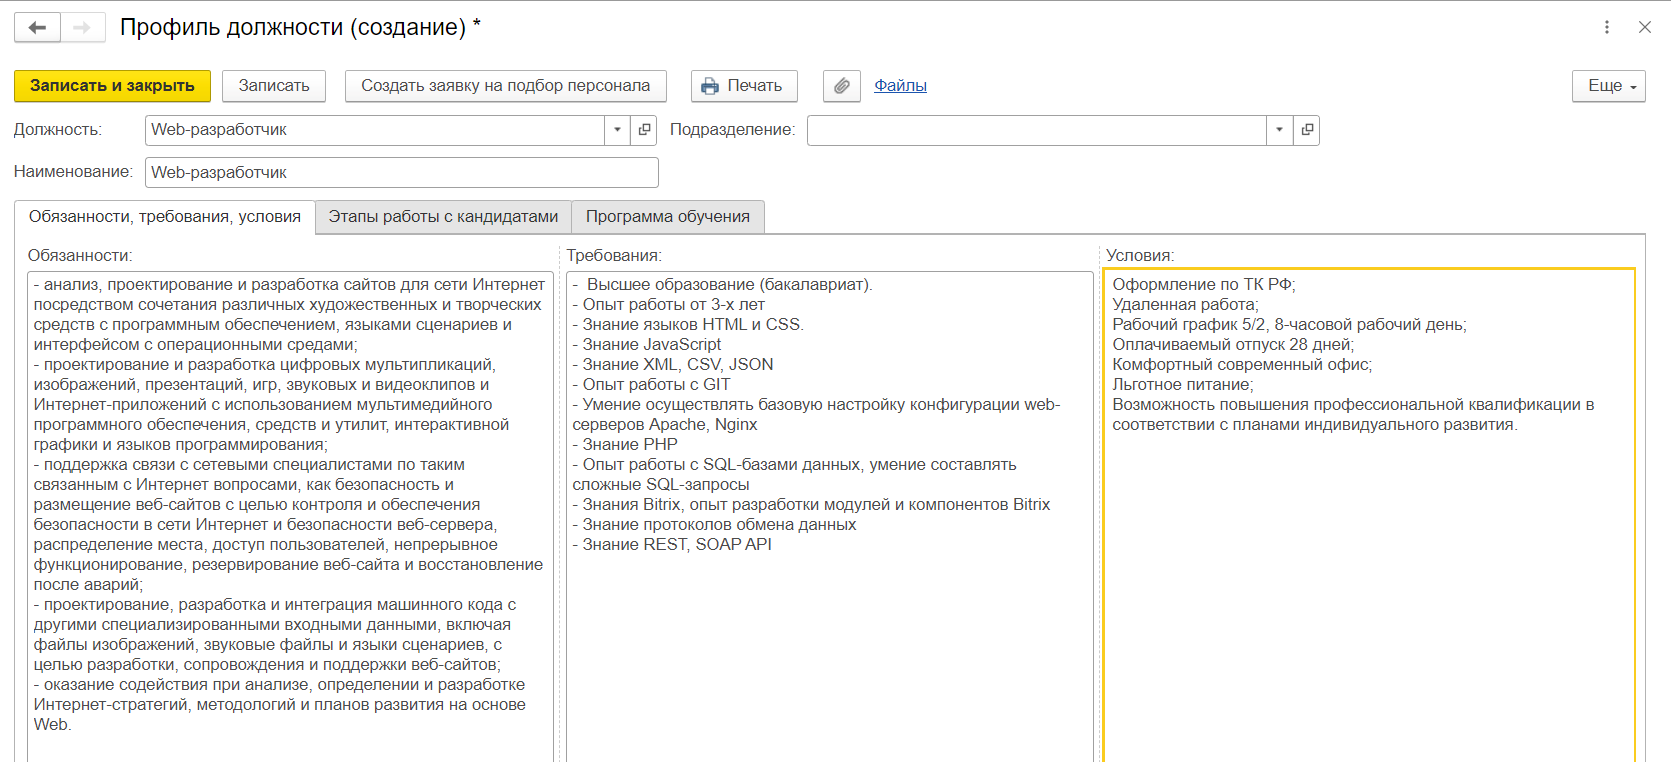 Профиль должности (создание) *
Записать и закрыть
Записать
Создать заявку на подбор персонала
Печать
Файлы
Еще
Должность:
Web-разработчик
Подразделение:
Наименование:
Web-разработчик
Обязанности, требования, условия
Этапы работы с кандидатами
Программа обучения
Обязанности:
- анализ, проектирование и разработка сайтов для сети Интернет
посредством сочетания различных художественных и творческих
средств с программным обеспечением, языками сценариев и
интерфейсом с операционными средами;
- проектирование и разработка цифровых мультипликаций,
изображений, презентаций, игр, звуковых и видеоклипов и
Интернет-приложений с использованием мультимедийного
программного обеспечения, средств и утилит, интерактивной
графики и языков программирования;
- поддержка связи с сетевыми специалистами по таким
связанным с Интернет вопросами, как безопасность и
размещение веб-сайтов с целью контроля и обеспечения
безопасности в сети Интернет и безопасности веб-сервера,
распределение места, доступ пользователей, непрерывное
функционирование, резервирование веб-сайта и восстановление
после аварий;
- проектирование, разработка и интеграция машинного кода с
другими специализированными входными данными, включая
файлы изображений, звуковые файлы и языки сценариев, с
целью разработки, сопровождения и поддержки веб-сайтов;
- оказание содействия при анализе, определении и разработке
Интернет-стратегий, методологий и планов развития на основе
Web.
Требования:
-  Высшее образование (бакалавриат).
- Опыт работы от 3-х лет
- Знание языков HTML и CSS.
- Знание JavaScript
- Знание XML, CSV, JSON
- Опыт работы с GIT
- Умение осуществлять базовую настройку конфигурации web-
серверов Apache, Nginx
- Знание PHP
- Опыт работы с SQL-базами данных, умение составлять
сложные SQL-запросы
- Знания Bitrix, опыт разработки модулей и компонентов Bitrix
- Знание протоколов обмена данных
- Знание REST, SOAP API
Условия:
Оформление по ТК РФ;
Удаленная работа;
Рабочий график 5/2, 8-часовой рабочий день;
Оплачиваемый отпуск 28 дней;
Комфортный современный офис;
Льготное питание;
Возможность повышения профессиональной квалификации в
соответствии с планами индивидуального развития.